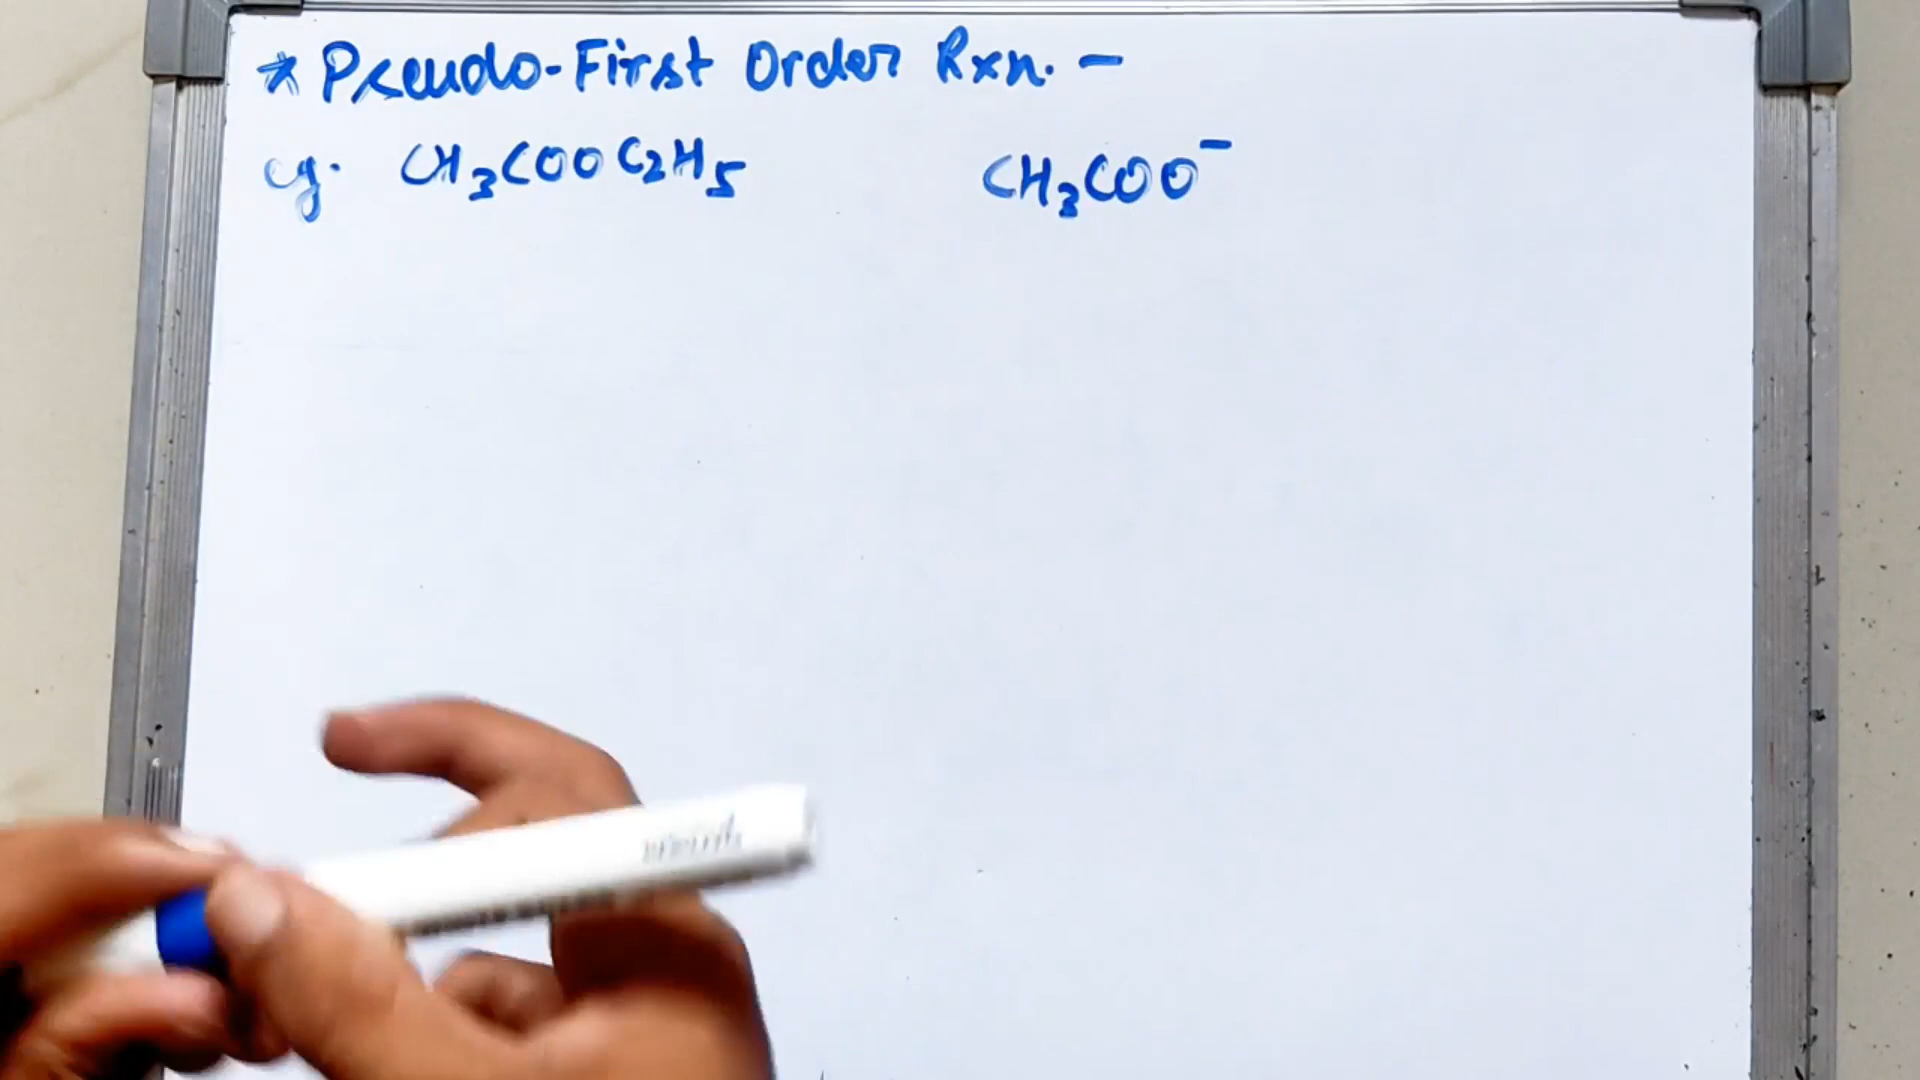 * Pseudo-First Order Rxn. -
eg. CH₃COOC₂H₅ CH₃COO⁻